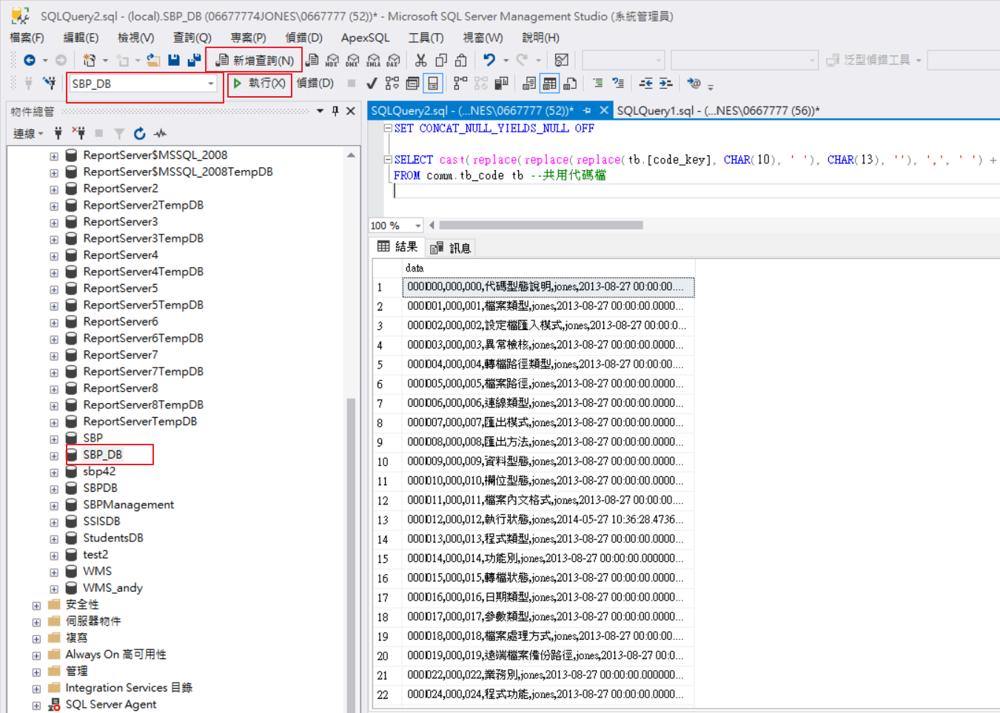 SQLQuery2.sql - (local).SBP_DB (06677774JONES\0667777 (52))* - Microsoft SQL Server Management Studio (系統管理員)
檔案(F) 編輯(E) 檢視(V) 查詢(Q) 專案(P) 偵錯(D) ApexSQL 工具(T) 視窗(W) 說明(H)
新增查詢(N) MDX DMX XMLA DAX 泛型偵錯工具
SBP_DB 執行(X) 偵錯(D)
物件總管
連線
ReportServer$MSSQL_2008
ReportServer$MSSQL_2008TempDB
ReportServer2
ReportServer2TempDB
ReportServer3
ReportServer3TempDB
ReportServer4
ReportServer4TempDB
ReportServer5
ReportServer5TempDB
ReportServer6
ReportServer6TempDB
ReportServer7
ReportServer7TempDB
ReportServer8
ReportServer8TempDB
ReportServerTempDB
SBP
SBP_DB
sbp42
SBPDB
SBPManagement
SSISDB
StudentsDB
test2
WMS
WMS_andy
安全性
伺服器物件
複寫
Always On 高可用性
管理
Integration Services 目錄
SQL Server Agent
SQLQuery2.sql - (...NES\0667777 (52))* SQLQuery1.sql - (...NES\0667777 (56))*
SET CONCAT_NULL_YIELDS_NULL OFF
SELECT cast(replace(replace(replace(tb.[code_key], CHAR(10), ' '), CHAR(13), ''), ',', ' ') +
FROM comm.tb_code tb --共用代碼檔
100 %
結果 訊息
data
1 000|000,000,000,代碼型態說明,jones,2013-08-27 00:00:00....
2 000|001,000,001,檔案類型,jones,2013-08-27 00:00:00.0000...
3 000|002,000,002,設定檔匯入模式,jones,2013-08-27 00:00:0...
4 000|003,000,003,異常檢核,jones,2013-08-27 00:00:00.0000...
5 000|004,000,004,轉檔路徑類型,jones,2013-08-27 00:00:00....
6 000|005,000,005,檔案路徑,jones,2013-08-27 00:00:00.0000...
7 000|006,000,006,連線類型,jones,2013-08-27 00:00:00.0000...
8 000|007,000,007,匯出模式,jones,2013-08-27 00:00:00.0000...
9 000|008,000,008,匯出方法,jones,2013-08-27 00:00:00.0000...
10 000|009,000,009,資料型態,jones,2013-08-27 00:00:00.0000...
11 000|010,000,010,欄位型態,jones,2013-08-27 00:00:00.0000...
12 000|011,000,011,檔案內文格式,jones,2013-08-27 00:00:00....
13 000|012,000,012,執行狀態,jones,2014-05-27 10:36:28.4736...
14 000|013,000,013,程式類型,jones,2013-08-27 00:00:00.0000...
15 000|014,000,014,功能別,jones,2013-08-27 00:00:00.000000...
16 000|015,000,015,轉檔狀態,jones,2013-08-27 00:00:00.0000...
17 000|016,000,016,日期類型,jones,2013-08-27 00:00:00.0000...
18 000|017,000,017,參數類型,jones,2013-08-27 00:00:00.0000...
19 000|018,000,018,檔案處理方式,jones,2013-08-27 00:00:00....
20 000|019,000,019,遠端檔案備份路徑,jones,2013-08-27 00:0...
21 000|022,000,022,業務別,jones,2013-08-27 00:00:00.000000...
22 000|024,000,024,程式功能,jones,2013-08-27 00:00:00.0000...